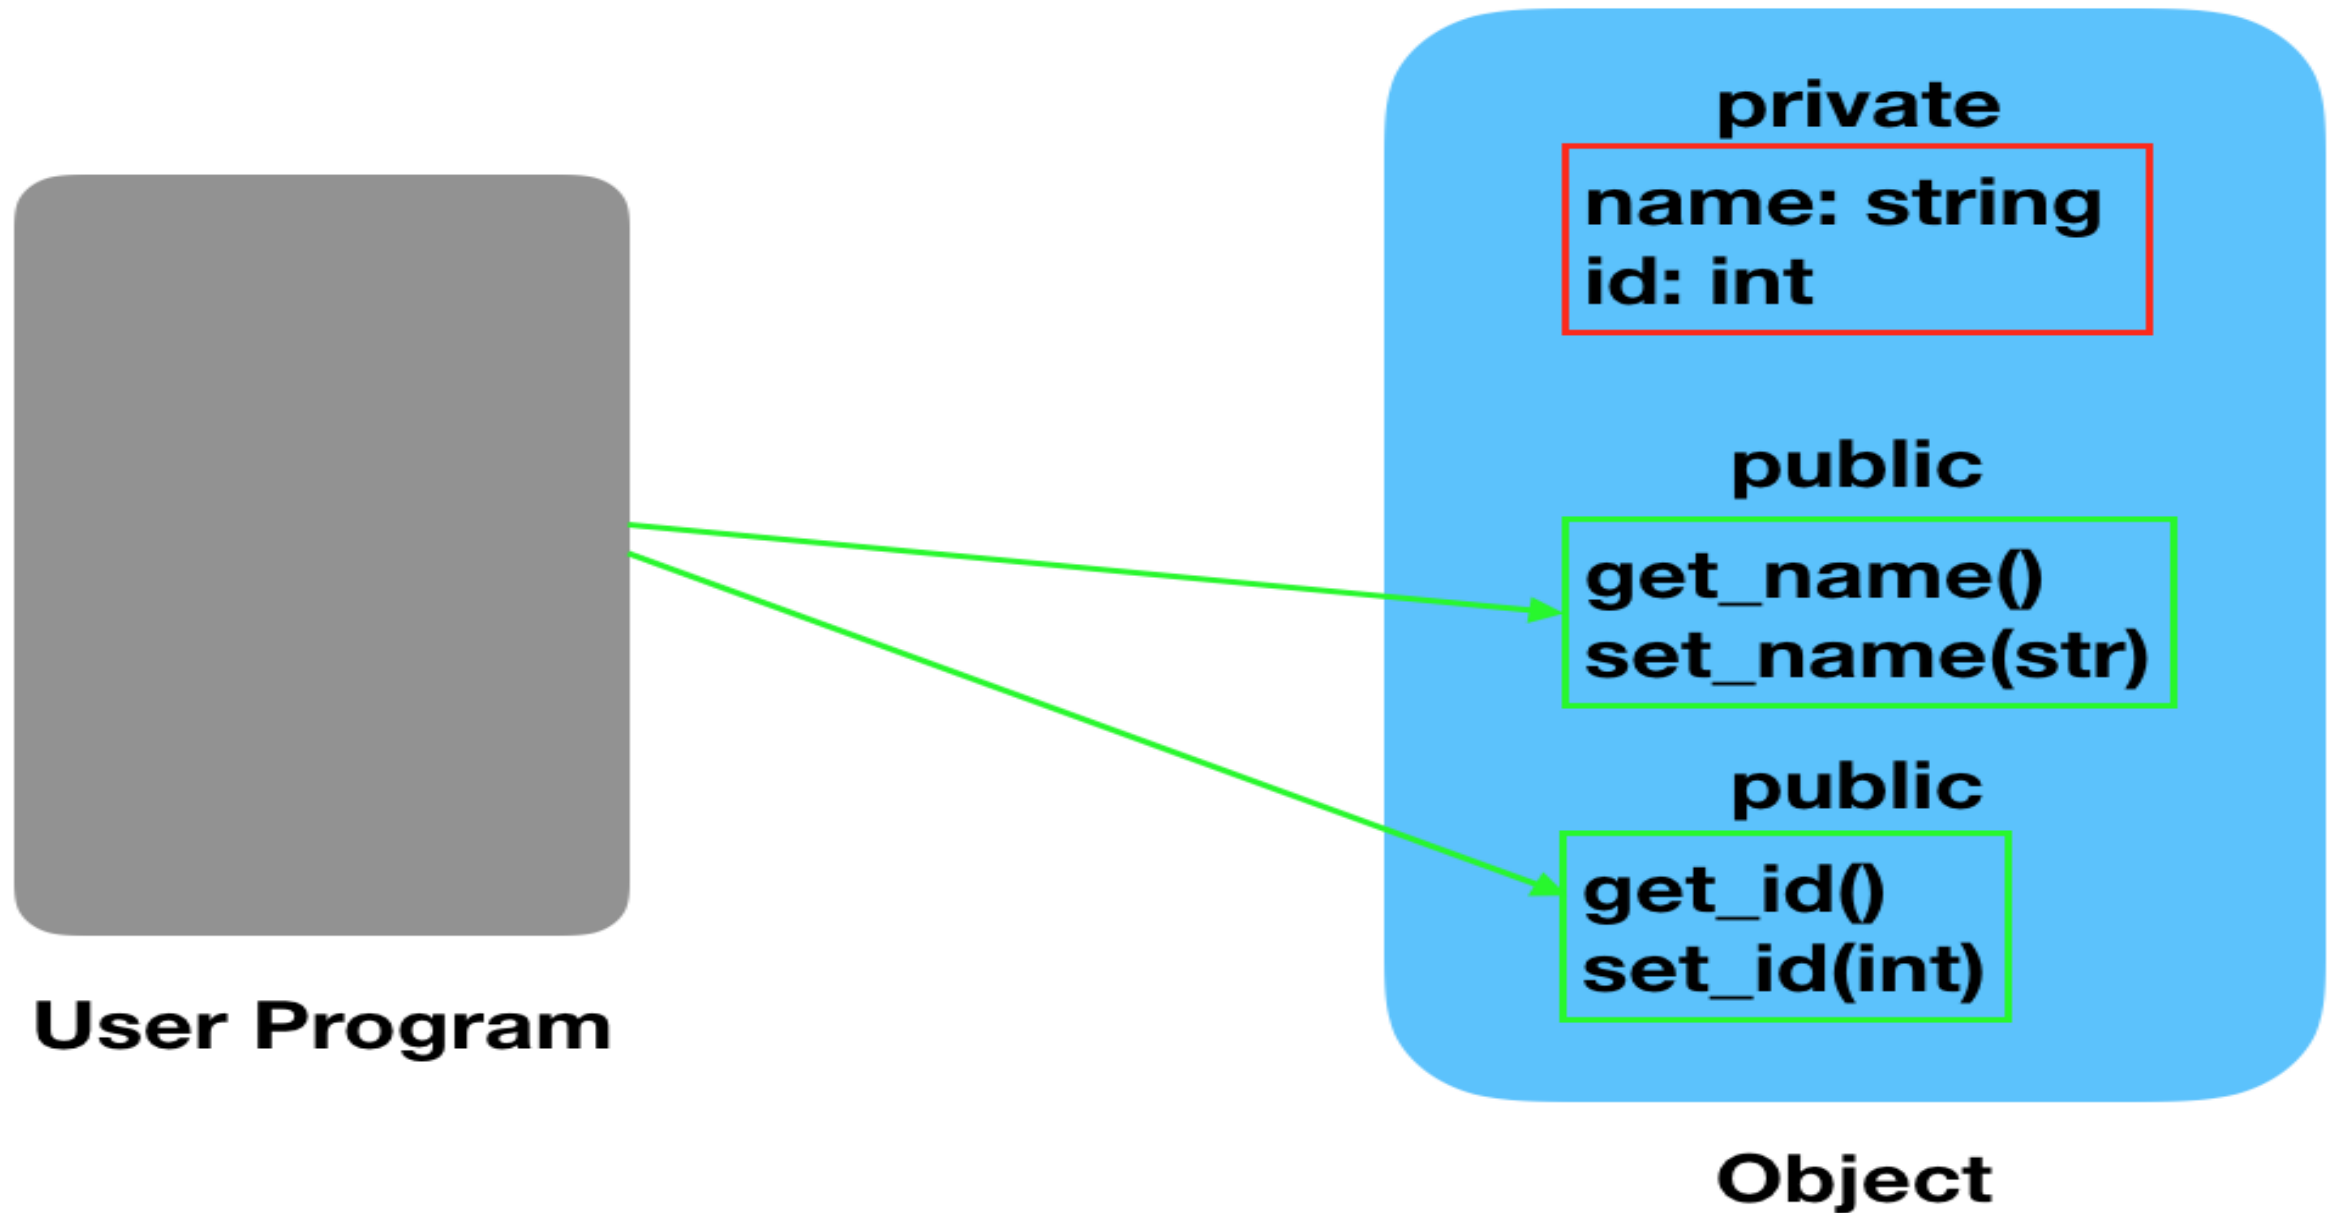 private
name: string
id: int
public
get_name()
set_name(str)
public
get_id()
set_id(int)
User Program
Object